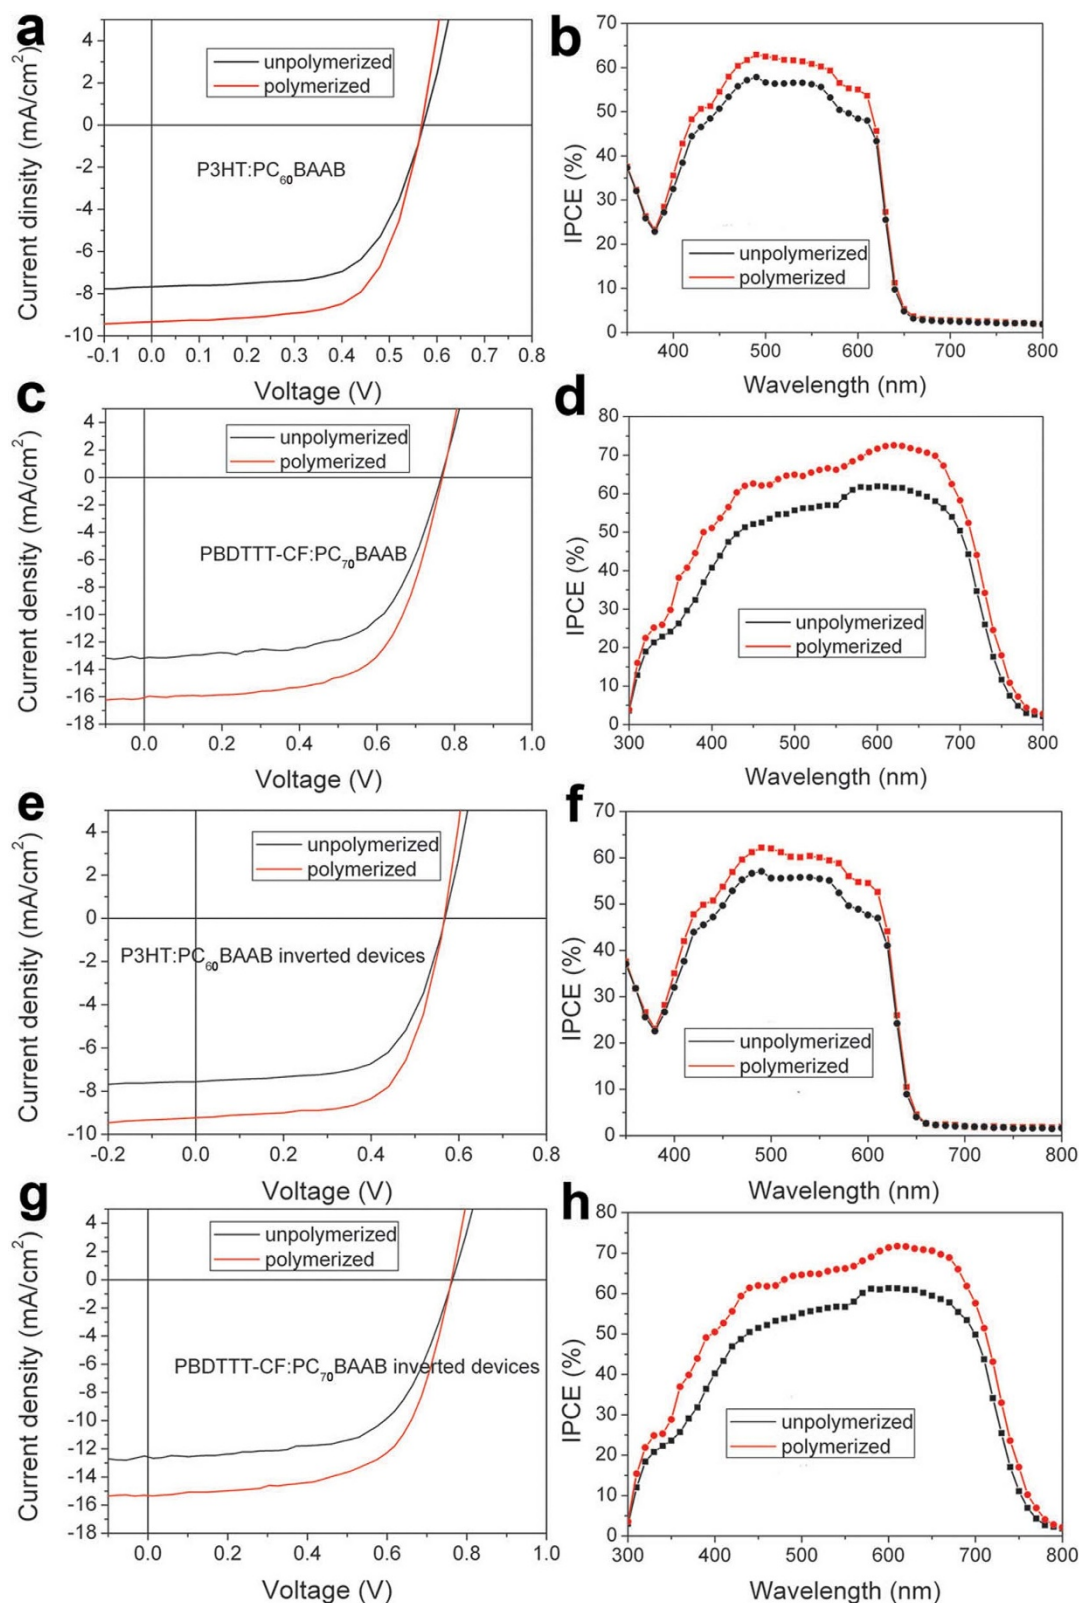 a
Current dinsity (mA/cm²)
4
2
0
-2
-4
-6
-8
-10
unpolymerized
polymerized
P3HT:PC₆₀BAAB
-0.1 0.0 0.1 0.2 0.3 0.4 0.5 0.6 0.7 0.8
Voltage (V)
b
IPCE (%)
70
60
50
40
30
20
10
0
unpolymerized
polymerized
400 500 600 700 800
Wavelength (nm)
c
Current density (mA/cm²)
4
2
0
-2
-4
-6
-8
-10
-12
-14
-16
-18
unpolymerized
polymerized
PBDTTT-CF:PC₇₀BAAB
0.0 0.2 0.4 0.6 0.8 1.0
Voltage (V)
d
IPCE (%)
80
70
60
50
40
30
20
10
0
unpolymerized
polymerized
300 400 500 600 700 800
Wavelength (nm)
e
Current density (mA/cm²)
4
2
0
-2
-4
-6
-8
-10
unpolymerized
polymerized
P3HT:PC₆₀BAAB inverted devices
-0.2 0.0 0.2 0.4 0.6 0.8
Voltage (V)
f
IPCE (%)
70
60
50
40
30
20
10
0
unpolymerized
polymerized
400 500 600 700 800
Wavelength (nm)
g
Current density (mA/cm²)
4
2
0
-2
-4
-6
-8
-10
-12
-14
-16
-18
unpolymerized
polymerized
PBDTTT-CF:PC₇₀BAAB inverted devices
0.0 0.2 0.4 0.6 0.8 1.0
Voltage (V)
h
IPCE (%)
80
70
60
50
40
30
20
10
0
unpolymerized
polymerized
300 400 500 600 700 800
Wavelength (nm)